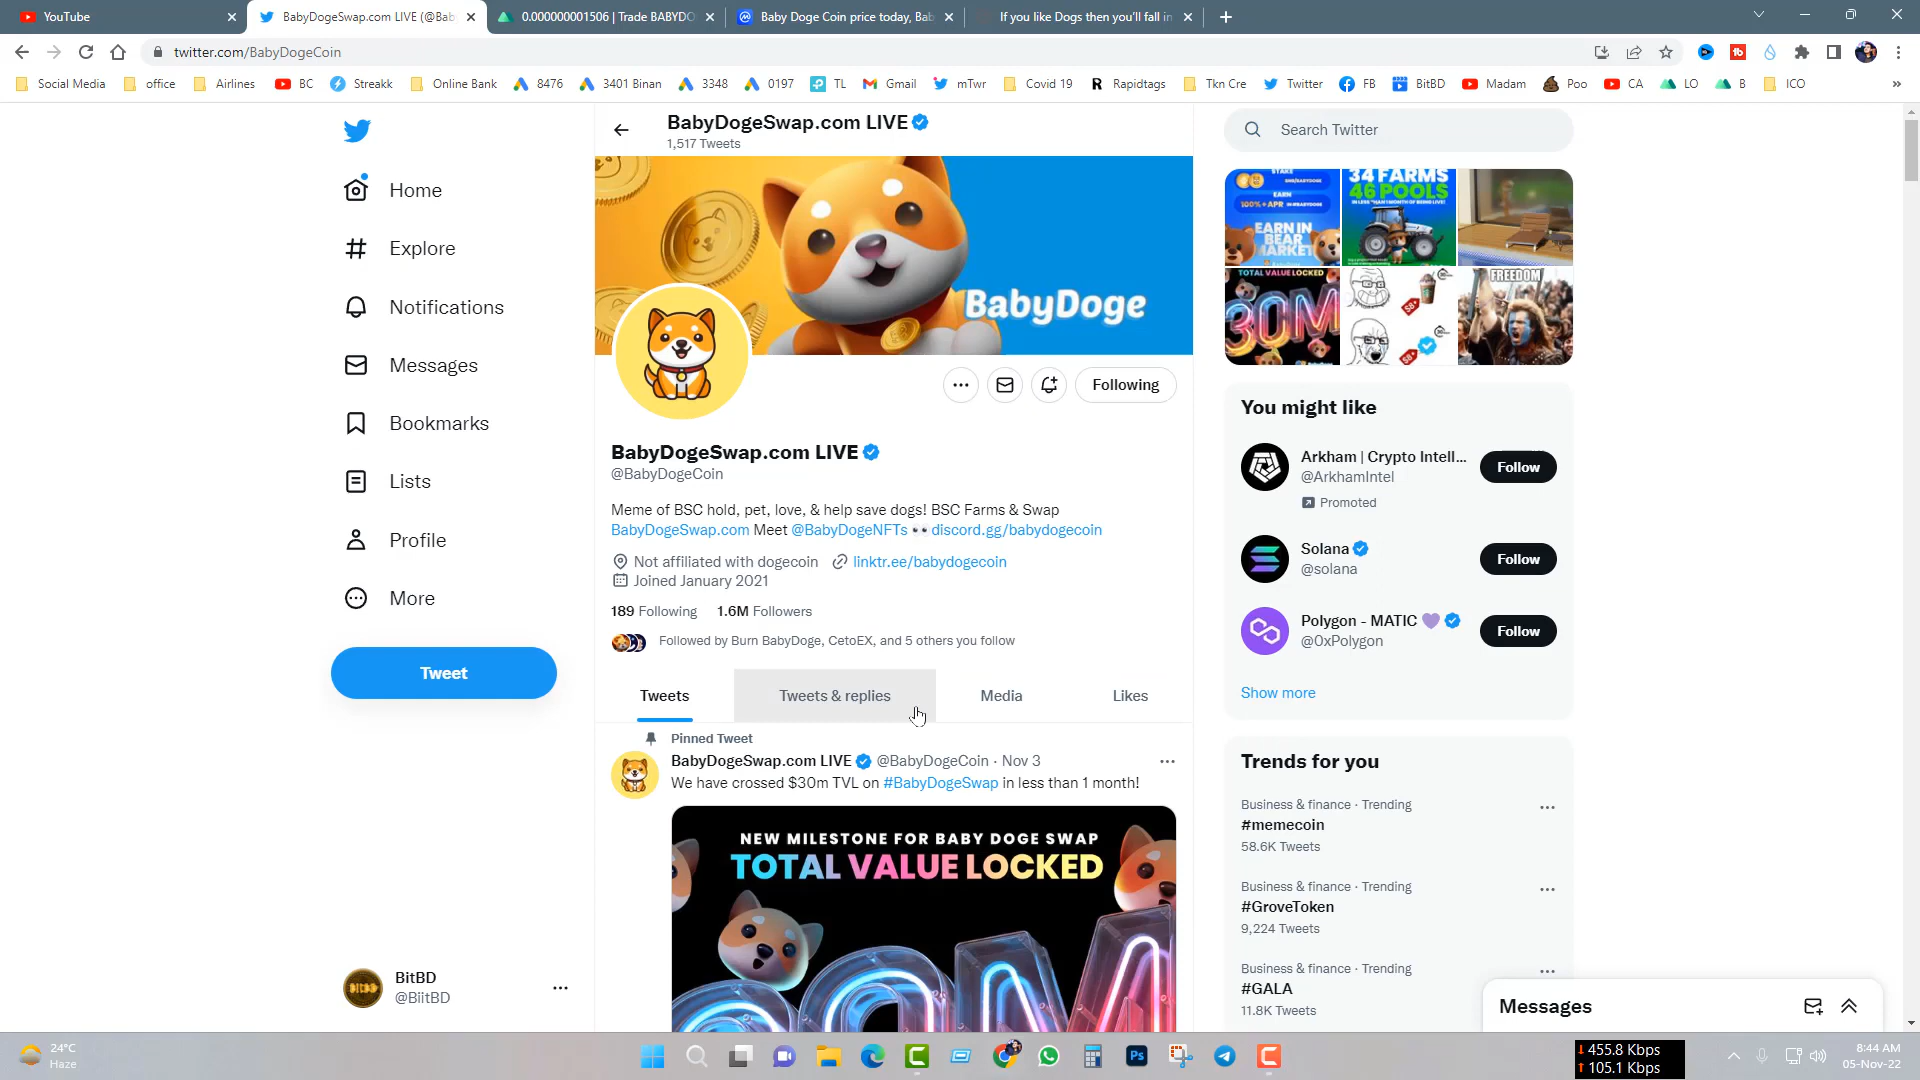 YouTube
BabyDogeSwap.com LIVE (@Bab
0.000000001506 | Trade BABYDO
Baby Doge Coin price today, Bab
If you like Dogs then you'll fall in
twitter.com/BabyDogeCoin
Social Media
office
Airlines
BC
Streakk
Online Bank
8476
3401 Binan
3348
0197
TL
Gmail
mTwr
Covid 19
Rapidtags
Tkn Cre
Twitter
FB
BitBD
Madam
Poo
CA
LO
B
ICO
Home
Explore
Notifications
Messages
Bookmarks
Lists
Profile
More
Tweet
BitBD
@BiitBD
BabyDogeSwap.com LIVE
1,517 Tweets
BabyDoge
Following
BabyDogeSwap.com LIVE
@BabyDogeCoin
Meme of BSC hold, pet, love, & help save dogs! BSC Farms & Swap
BabyDogeSwap.com Meet @BabyDogeNFTs 👀discord.gg/babydogecoin
Not affiliated with dogecoin linktr.ee/babydogecoin
Joined January 2021
189 Following 1.6M Followers
Followed by Burn BabyDoge, CetoEX, and 5 others you follow
Tweets
Tweets & replies
Media
Likes
Pinned Tweet
BabyDogeSwap.com LIVE @BabyDogeCoin · Nov 3
We have crossed $30m TVL on #BabyDogeSwap in less than 1 month!
NEW MILESTONE FOR BABY DOGE SWAP
TOTAL VALUE LOCKED
Search Twitter
STAKE
EARN
100%+ APR
EARN IN
BEAR
MARKET
34 FARMS
46 POOLS
TOTAL VALUE LOCKED
30M
$8
$8
FREEDOM
You might like
Arkham | Crypto Intell...
@ArkhamIntel
Promoted
Follow
Solana
@solana
Follow
Polygon - MATIC 💜
@0xPolygon
Follow
Show more
Trends for you
Business & finance · Trending
#memecoin
58.6K Tweets
Business & finance · Trending
#GroveToken
9,224 Tweets
Business & finance · Trending
#GALA
11.8K Tweets
Messages
24°C
Haze
Ps
455.8 Kbps
105.1 Kbps
8:44 AM
05-Nov-22